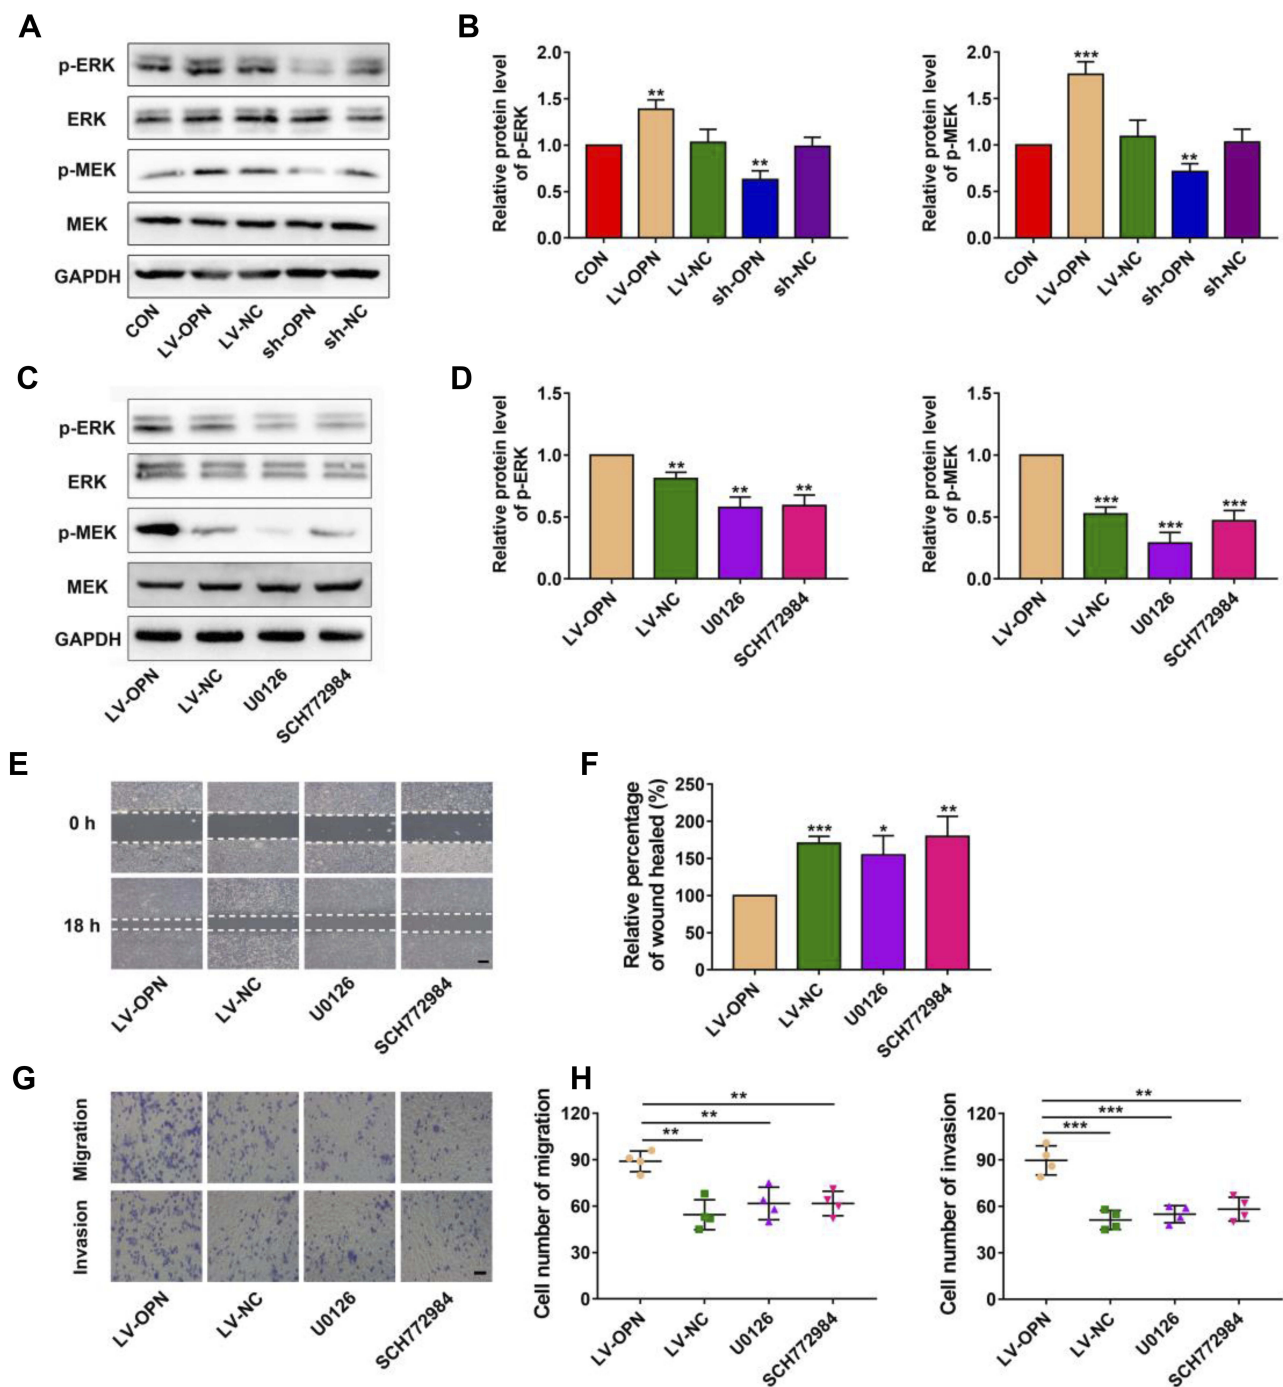 A
p-ERK
ERK
p-MEK
MEK
GAPDH
CON
LV-OPN
LV-NC
sh-OPN
sh-NC
B
Relative protein level
of p-ERK
2.0
1.5
1.0
0.5
0.0
**
**
CON
LV-OPN
LV-NC
sh-OPN
sh-NC
Relative protein level
of p-MEK
2.0
1.5
1.0
0.5
0.0
***
**
CON
LV-OPN
LV-NC
sh-OPN
sh-NC
C
p-ERK
ERK
p-MEK
MEK
GAPDH
LV-OPN
LV-NC
U0126
SCH772984
D
Relative protein level
of p-ERK
1.5
1.0
0.5
0.0
**
**
**
LV-OPN
LV-NC
U0126
SCH772984
Relative protein level
of p-MEK
1.5
1.0
0.5
0.0
***
***
***
LV-OPN
LV-NC
U0126
SCH772984
E
0 h
18 h
LV-OPN
LV-NC
U0126
SCH772984
F
Relative percentage
of wound healed (%)
250
200
150
100
50
0
***
*
**
LV-OPN
LV-NC
U0126
SCH772984
G
Migration
Invasion
LV-OPN
LV-NC
U0126
SCH772984
H
Cell number of migration
120
90
60
30
0
**
**
**
LV-OPN
LV-NC
U0126
SCH772984
Cell number of invasion
120
90
60
30
0
**
***
***
LV-OPN
LV-NC
U0126
SCH772984